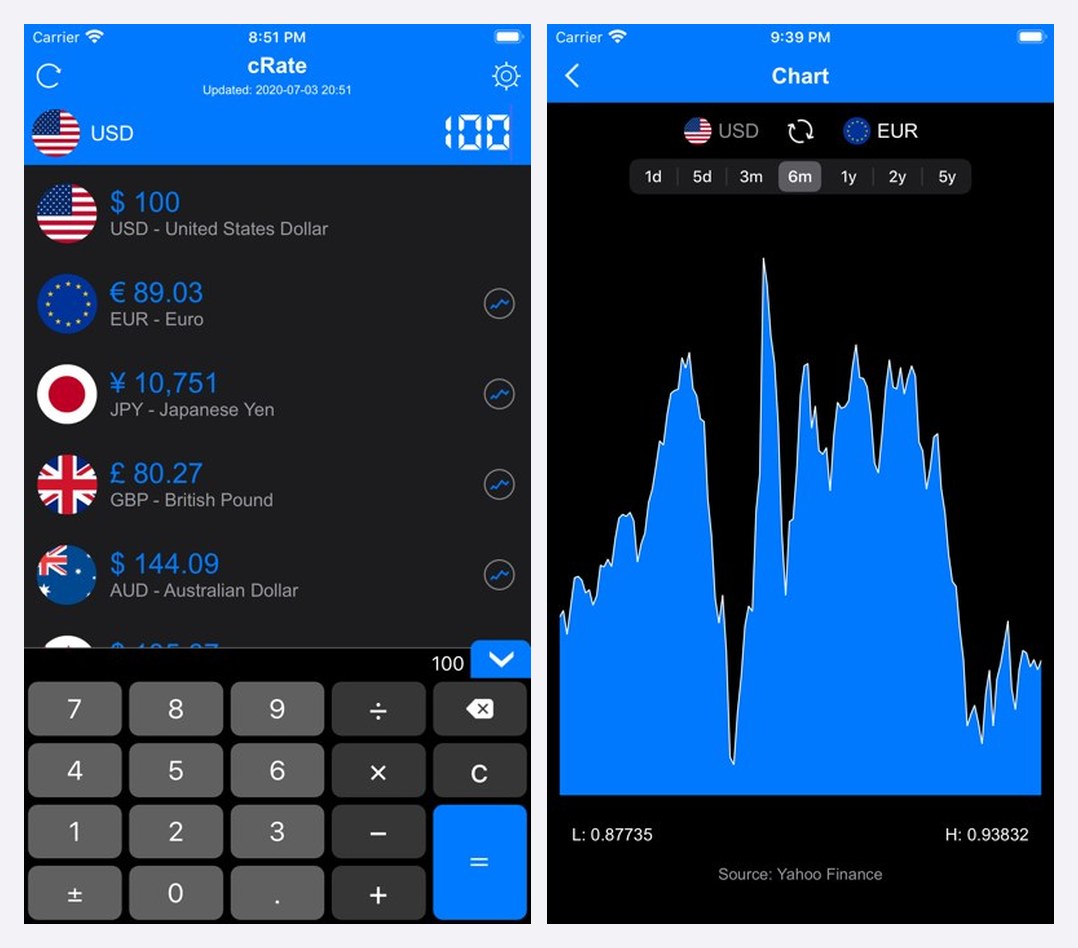 Carrier 8:51 PM
cRate
Updated: 2020-07-03 20:51
USD 100
$ 100
USD - United States Dollar
€ 89.03
EUR - Euro
¥ 10,751
JPY - Japanese Yen
£ 80.27
GBP - British Pound
$ 144.09
AUD - Australian Dollar
100
7 8 9 ÷
4 5 6 × C
1 2 3 −
=
± 0 . +
Carrier 9:39 PM
Chart
USD EUR
1d 5d 3m 6m 1y 2y 5y
L: 0.87735 H: 0.93832
Source: Yahoo Finance